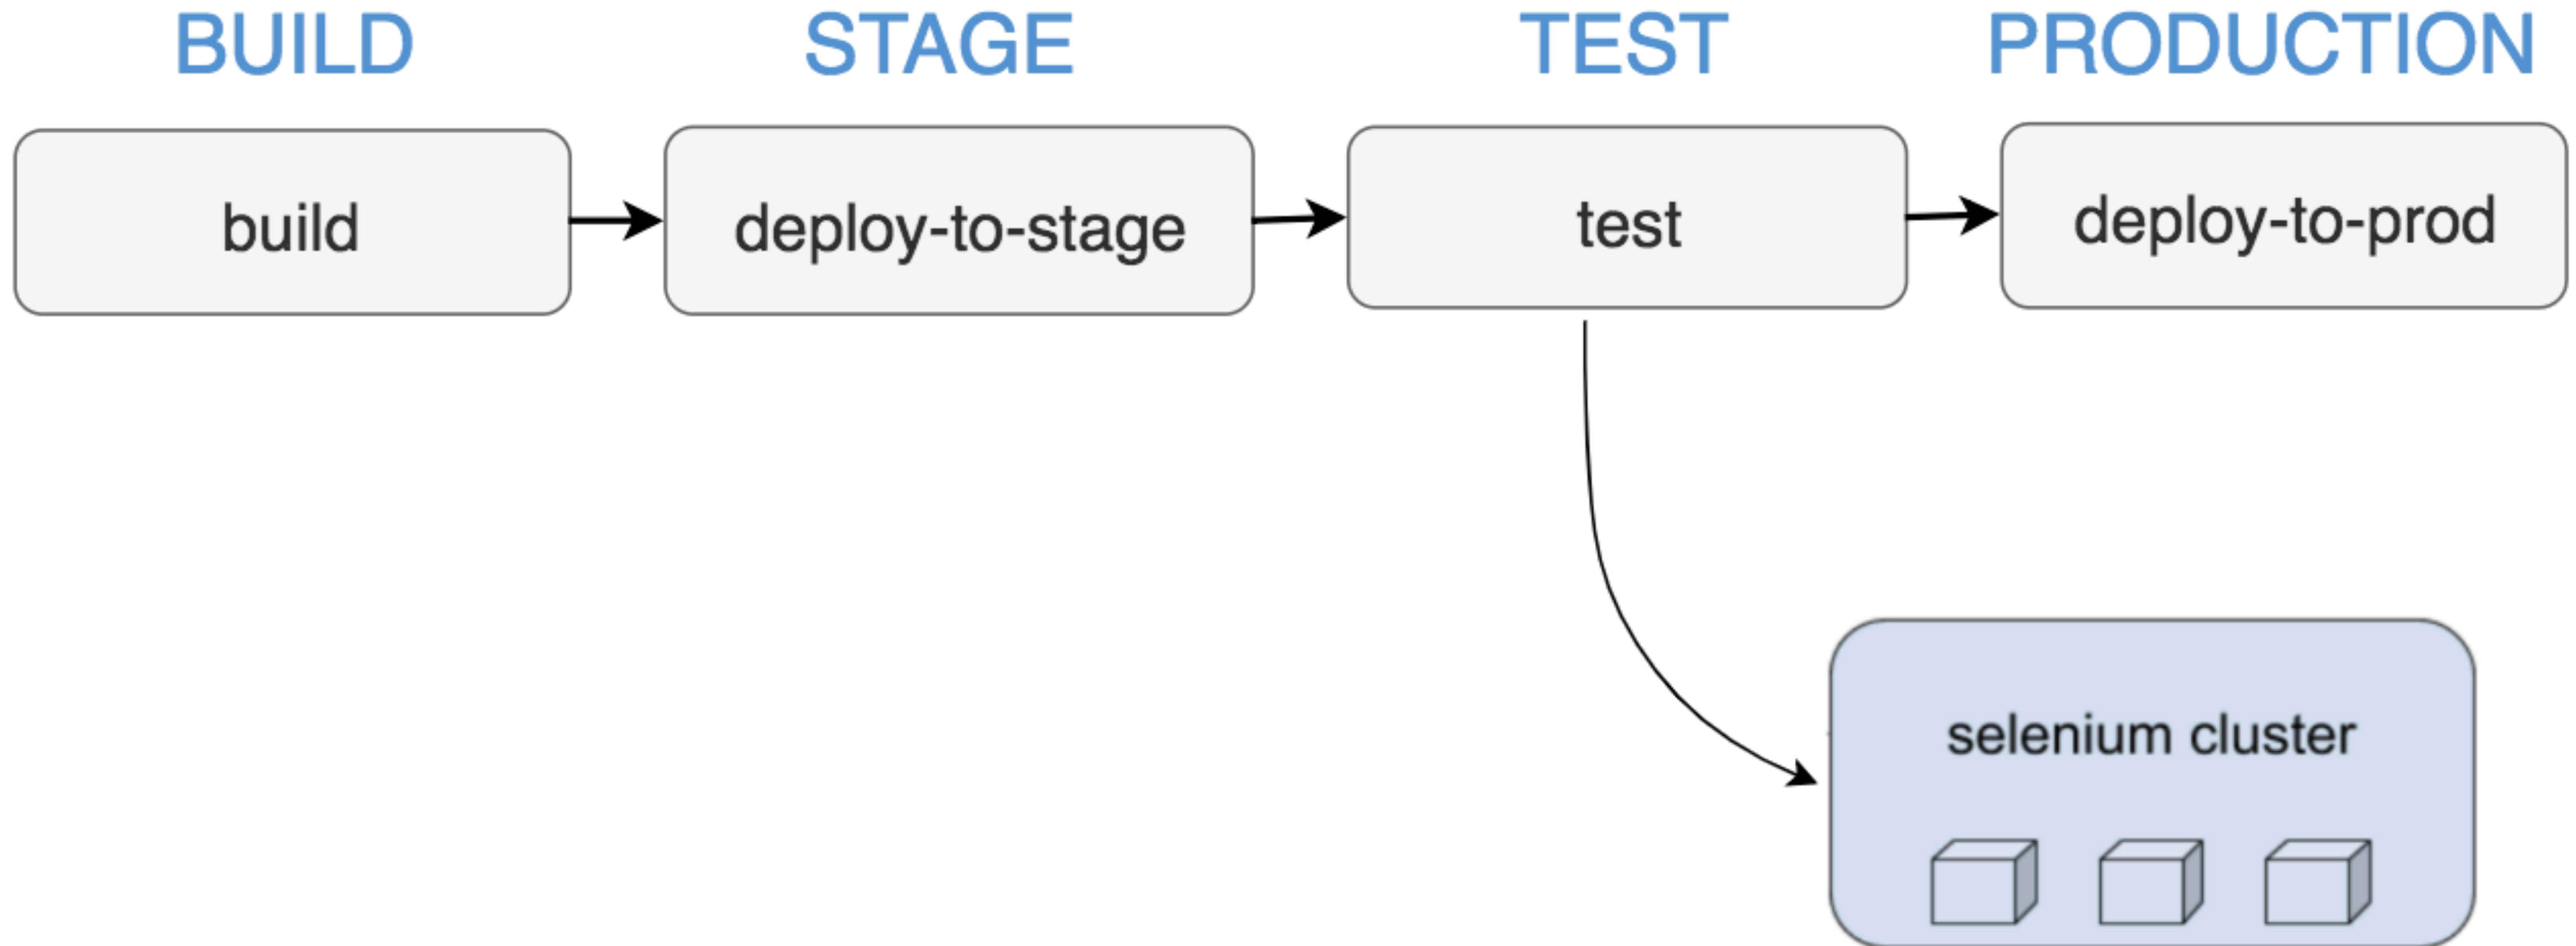 BUILD
STAGE
TEST
PRODUCTION
build
deploy-to-stage
test
deploy-to-prod
selenium cluster